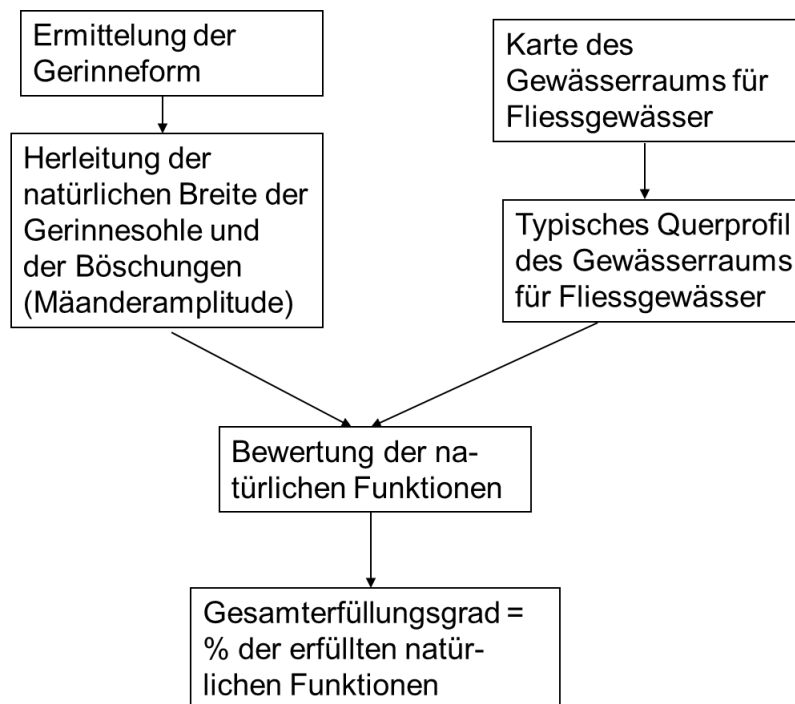 Ermittelung der
Gerinneform
Herleitung der
natürlichen Breite der
Gerinnesohle und
der Böschungen
(Mäanderamplitude)
Karte des
Gewässerraums für
Fliessgewässer
Typisches Querprofil
des Gewässerraums
für Fliessgewässer
Bewertung der na-
türlichen Funktionen
Gesamterfüllungsgrad =
% der erfüllten natür-
lichen Funktionen